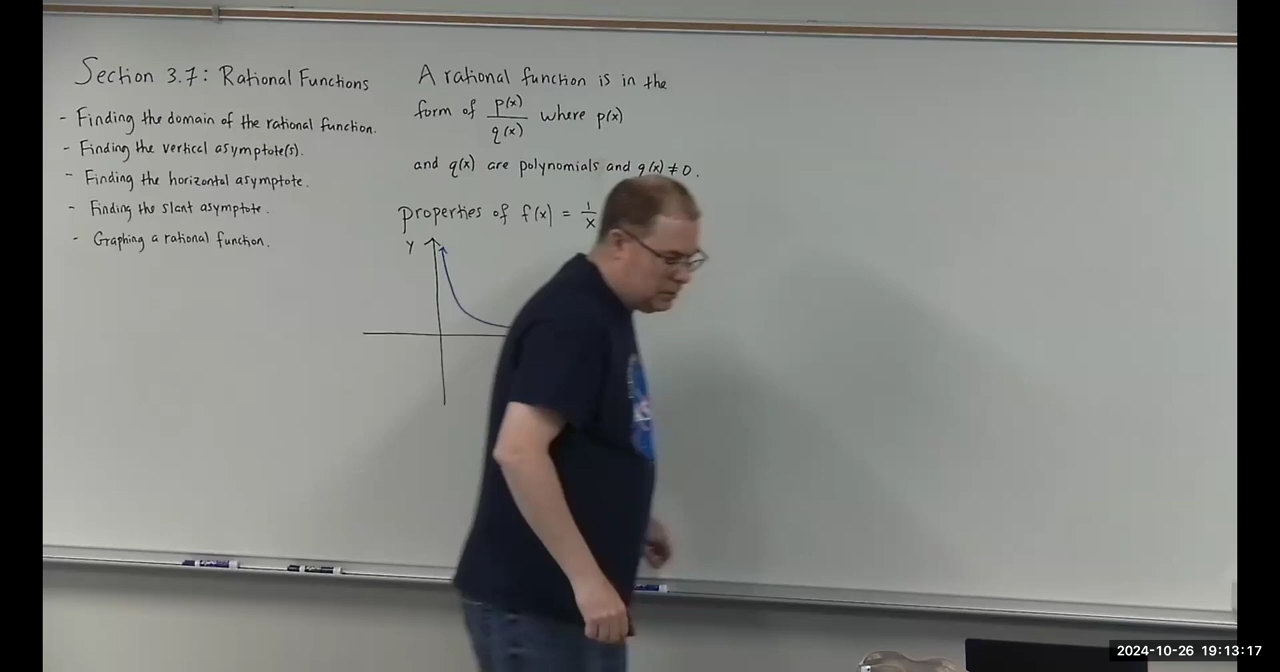 Section 3.7: Rational Functions
- Finding the domain of the rational function.
- Finding the vertical asymptote(s).
- Finding the horizontal asymptote.
- Finding the slant asymptote.
- Graphing a rational function.
A rational function is in the
form of p(x)/q(x) where p(x)
and q(x) are polynomials and q(x) ≠ 0.
properties of f(x) = 1/x
y
2024-10-26 19:13:17